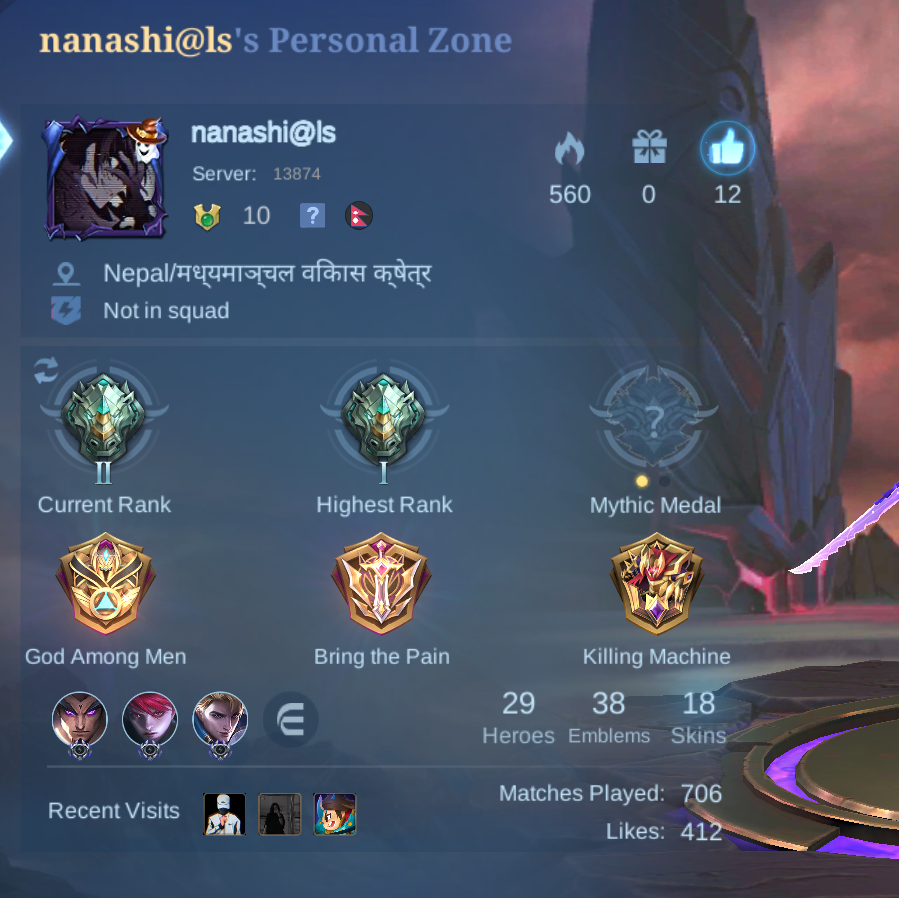 nanashi@ls's Personal Zone
nanashi@ls
Server: 13874
10 ?
560 0 12
Nepal/मध्यमाञ्चल विकास क्षेत्र
Not in squad
II I ?
Current Rank Highest Rank Mythic Medal
God Among Men Bring the Pain Killing Machine
29 38 18
Heroes Emblems Skins
Recent Visits
Matches Played: 706
Likes: 412